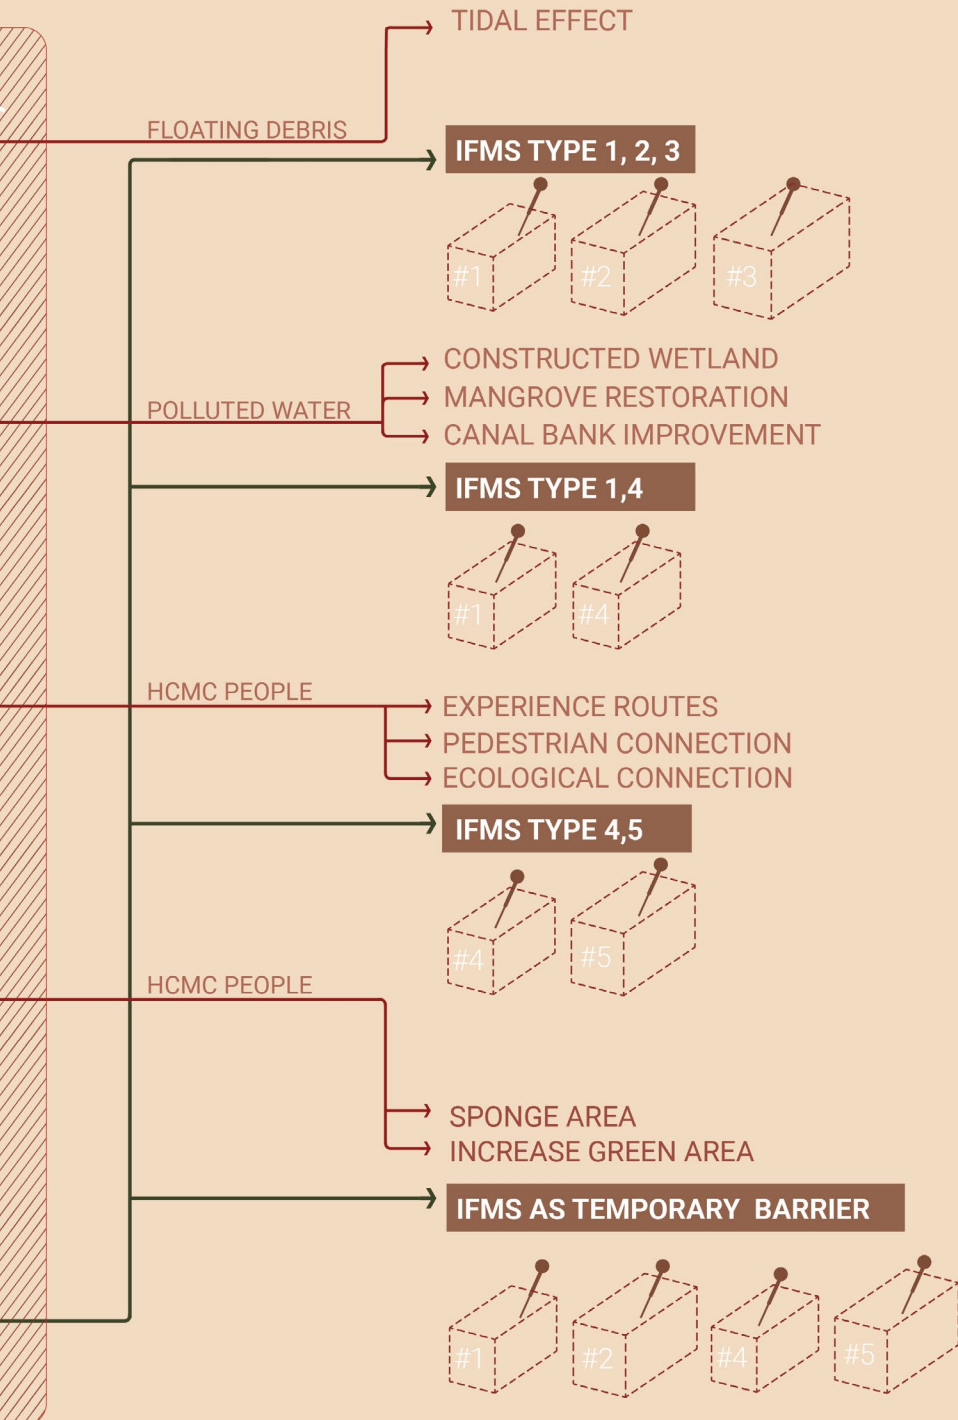 TIDAL EFFECT
FLOATING DEBRIS
IFMS TYPE 1, 2, 3
#1 #2 #3
CONSTRUCTED WETLAND
MANGROVE RESTORATION
POLLUTED WATER
CANAL BANK IMPROVEMENT
IFMS TYPE 1,4
#1 #4
HCMC PEOPLE
EXPERIENCE ROUTES
PEDESTRIAN CONNECTION
ECOLOGICAL CONNECTION
IFMS TYPE 4,5
#4 #5
HCMC PEOPLE
SPONGE AREA
INCREASE GREEN AREA
IFMS AS TEMPORARY BARRIER
#1 #2 #4 #5